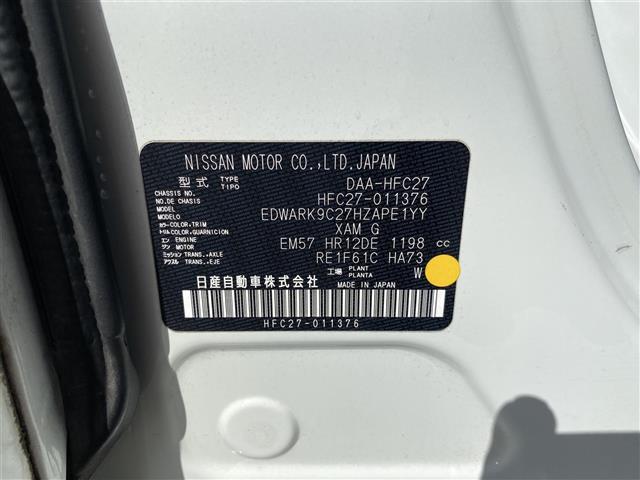 NISSAN MOTOR CO.,LTD.JAPAN
型式 TYPE TIPO DAA-HFC27
CHASSIS NO. NO.DE CHASSIS HFC27-011376
MODEL MODELO EDWARK9C27HZAPE1YY
カラー COLOR,TRIM トリム COLOR,GUARNICION XAM G
エンジン ENGINE MOTOR EM57 HR12DE 1198 cc
ミッション TRANS.,AXLE アクスル TRANS.,EJE RE1F61C HA73
工場 PLANT PLANTA W
日産自動車株式会社 MADE IN JAPAN
HFC27-011376